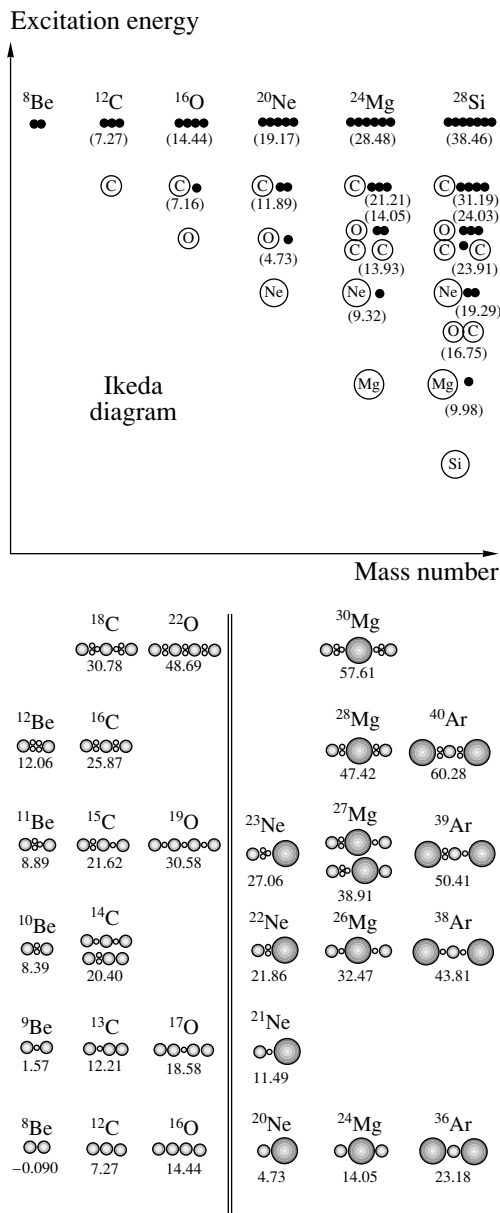 Excitation energy
⁸Be ¹²C ¹⁶O ²⁰Ne ²⁴Mg ²⁸Si
(7.27) (14.44) (19.17) (28.48) (38.46)
C C C C C
(7.16) (11.89) (21.21) (31.19)
(14.05) (24.03)
O O O O
C C C C
(4.73) (13.93) (23.91)
Ne Ne Ne
(9.32) (19.29)
O C
(16.75)
Ikeda
diagram
Mg Mg
(9.98)
Si
Mass number
¹⁸C ²²O ³⁰Mg
30.78 48.69 57.61
¹²Be ¹⁶C ²⁸Mg ⁴⁰Ar
12.06 25.87 47.42 60.28
¹¹Be ¹⁵C ¹⁹O ²³Ne ²⁷Mg ³⁹Ar
8.89 21.62 30.58 27.06 38.91 50.41
¹⁰Be ¹⁴C ²²Ne ²⁶Mg ³⁸Ar
8.39 20.40 21.86 32.47 43.81
⁹Be ¹³C ¹⁷O ²¹Ne
1.57 12.21 18.58 11.49
⁸Be ¹²C ¹⁶O ²⁰Ne ²⁴Mg ³⁶Ar
−0.090 7.27 14.44 4.73 14.05 23.18